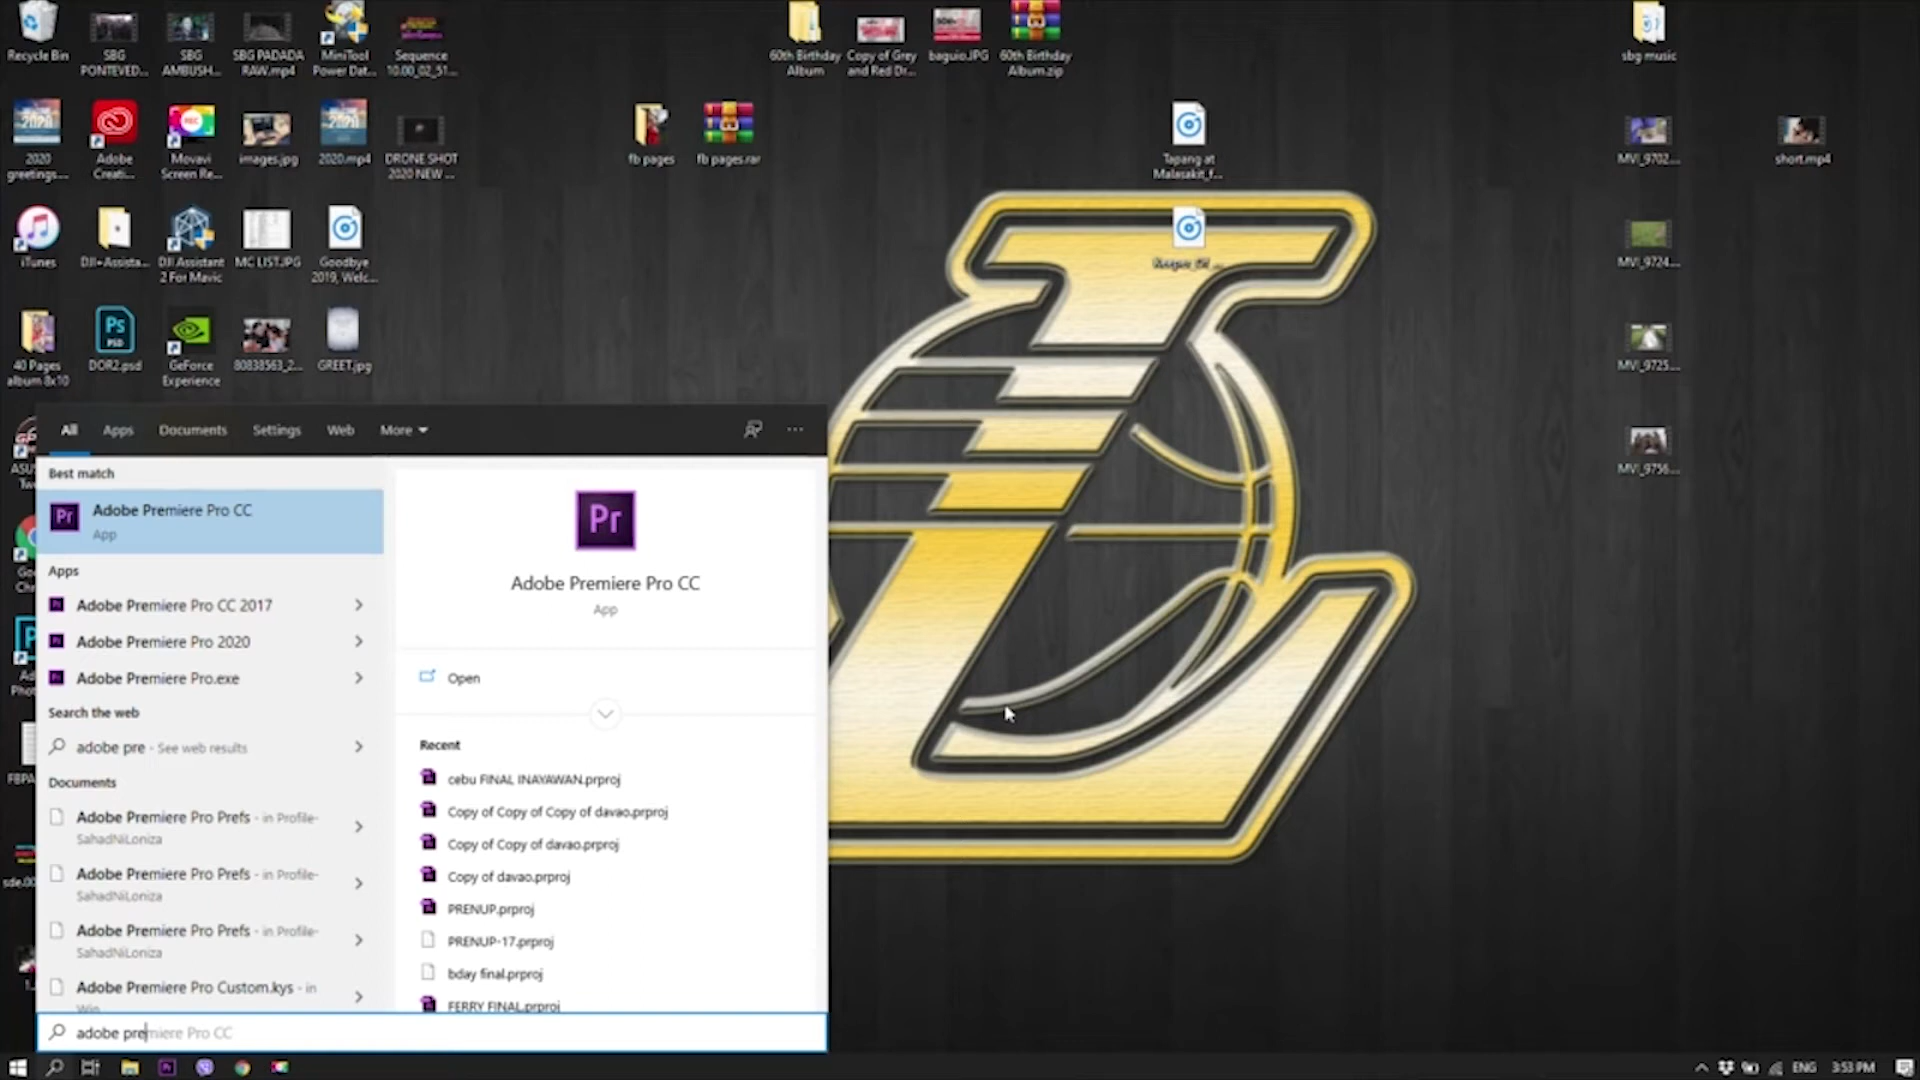 Recycle Bin
SBG
PONTEVED...
SBG
AMBUSH...
SBG PADADA
RAW.mp4
MiniTool
Power Dat...
Sequence
10.00_02_51...
60th Birthday
Album
Copy of Grey
and Red Dr...
baguio.JPG
60th Birthday
Album.zip
sbg music
2020
greetings....
Adobe
Creati...
Movavi
Screen Re...
images.jpg
2020.mp4
DRONE SHOT
2020 NEW ...
fb pages
fb pages.rar
Tapang at
Malasakit_f...
MVI_9702....
short.mp4
iTunes
DJI+Assista...
DJI Assistant
2 For Mavic
MC LIST.JPG
Goodbye
2019, Welc...
MVI_9724....
40 Pages
album 8x10
DOR2.psd
GeForce
Experience
80838563_2...
GREET.jpg
MVI_9725....
MVI_9756....
All
Apps
Documents
Settings
Web
More
Best match
Adobe Premiere Pro CC
App
Apps
Adobe Premiere Pro CC 2017
Adobe Premiere Pro 2020
Adobe Premiere Pro.exe
Search the web
adobe pre - See web results
Documents
Adobe Premiere Pro Prefs - in Profile-
SahadNiLoniza
Adobe Premiere Pro Prefs - in Profile-
SahadNiLoniza
Adobe Premiere Pro Prefs - in Profile-
SahadNiLoniza
Adobe Premiere Pro Custom.kys - in
Win
Pr
Adobe Premiere Pro CC
App
Open
Recent
cebu FINAL INAYAWAN.prproj
Copy of Copy of Copy of davao.prproj
Copy of Copy of davao.prproj
Copy of davao.prproj
PRENUP.prproj
PRENUP-17.prproj
bday final.prproj
FERRY FINAL.prproj
adobe premiere Pro CC
ENG
3:53 PM